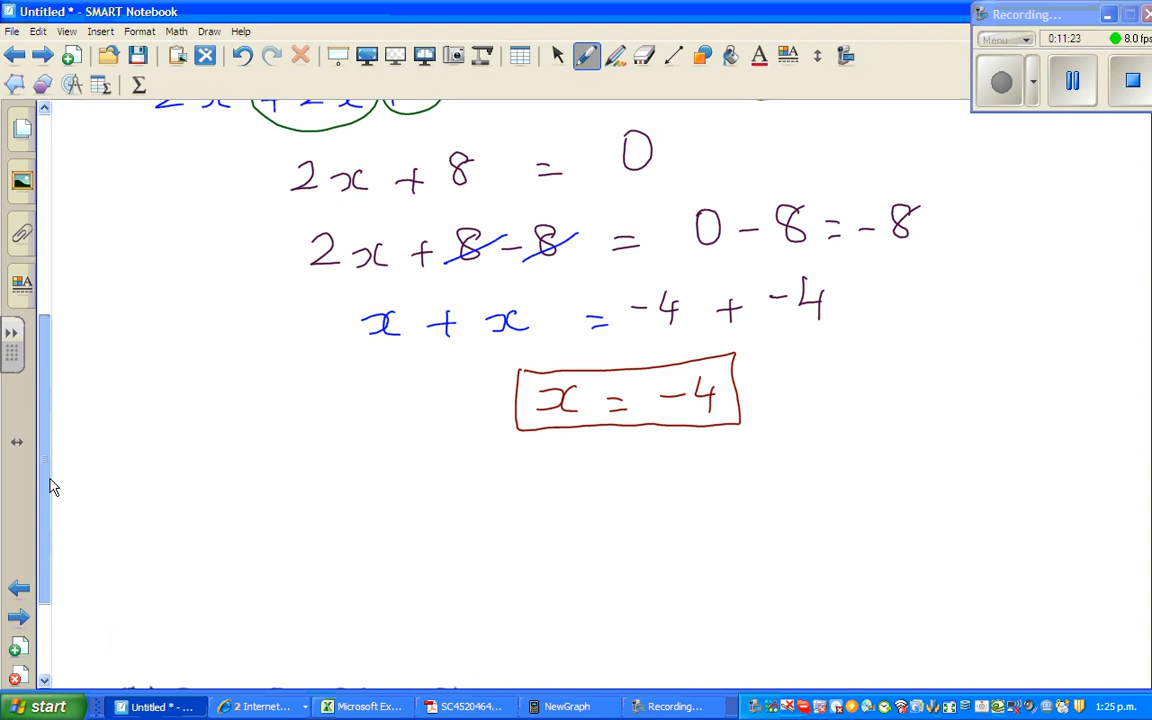 Untitled * - SMART Notebook
Recording...
File Edit View Insert Format Math Draw Help
Menu
0:11:23
8.0 fps
2x + 8 = 0
2x + 8 - 8 = 0 - 8 = - 8
x + x = -4 + -4
x = -4
start
Untitled * - ...
2 Internet...
Microsoft Ex...
SC4520464...
NewGraph
Recording....
1:25 p.m.